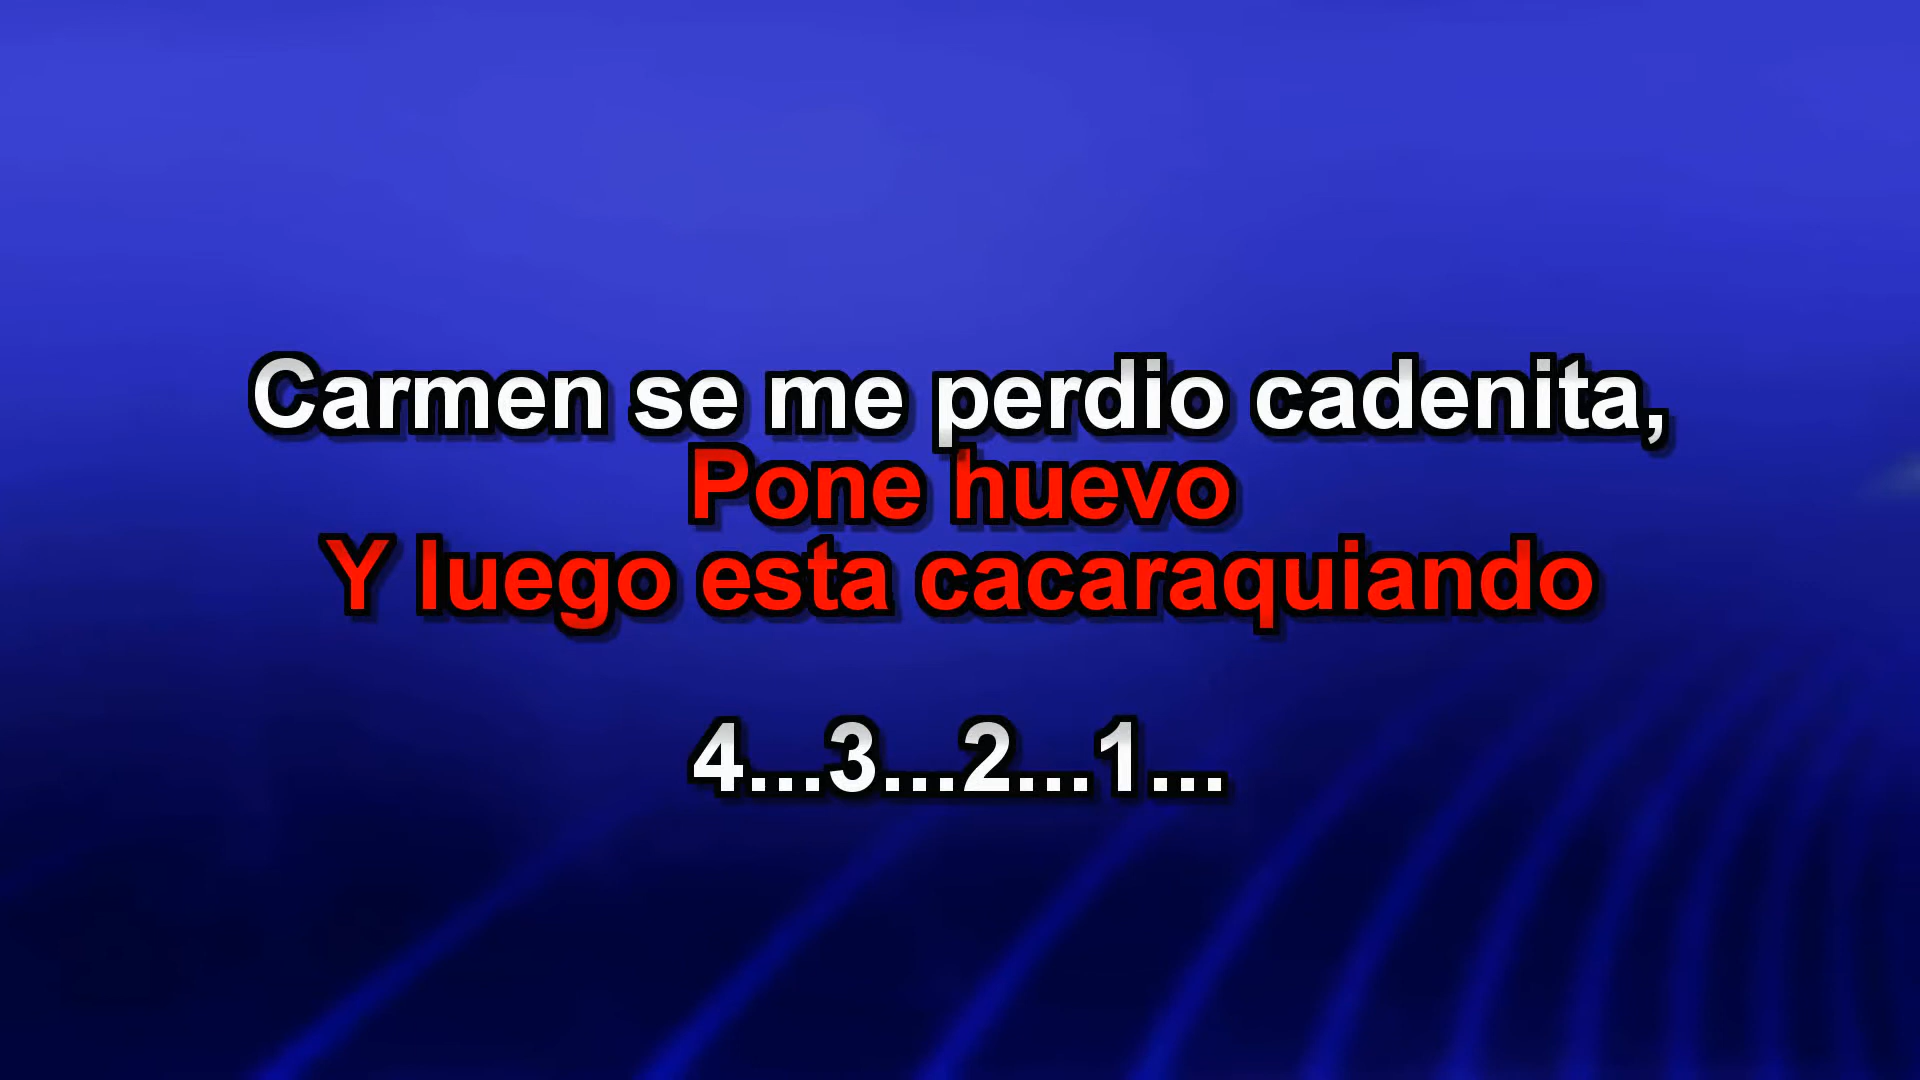 Carmen se me perdio cadenita,
Pone huevo
Y luego esta cacaraquiando
4...3...2...1...